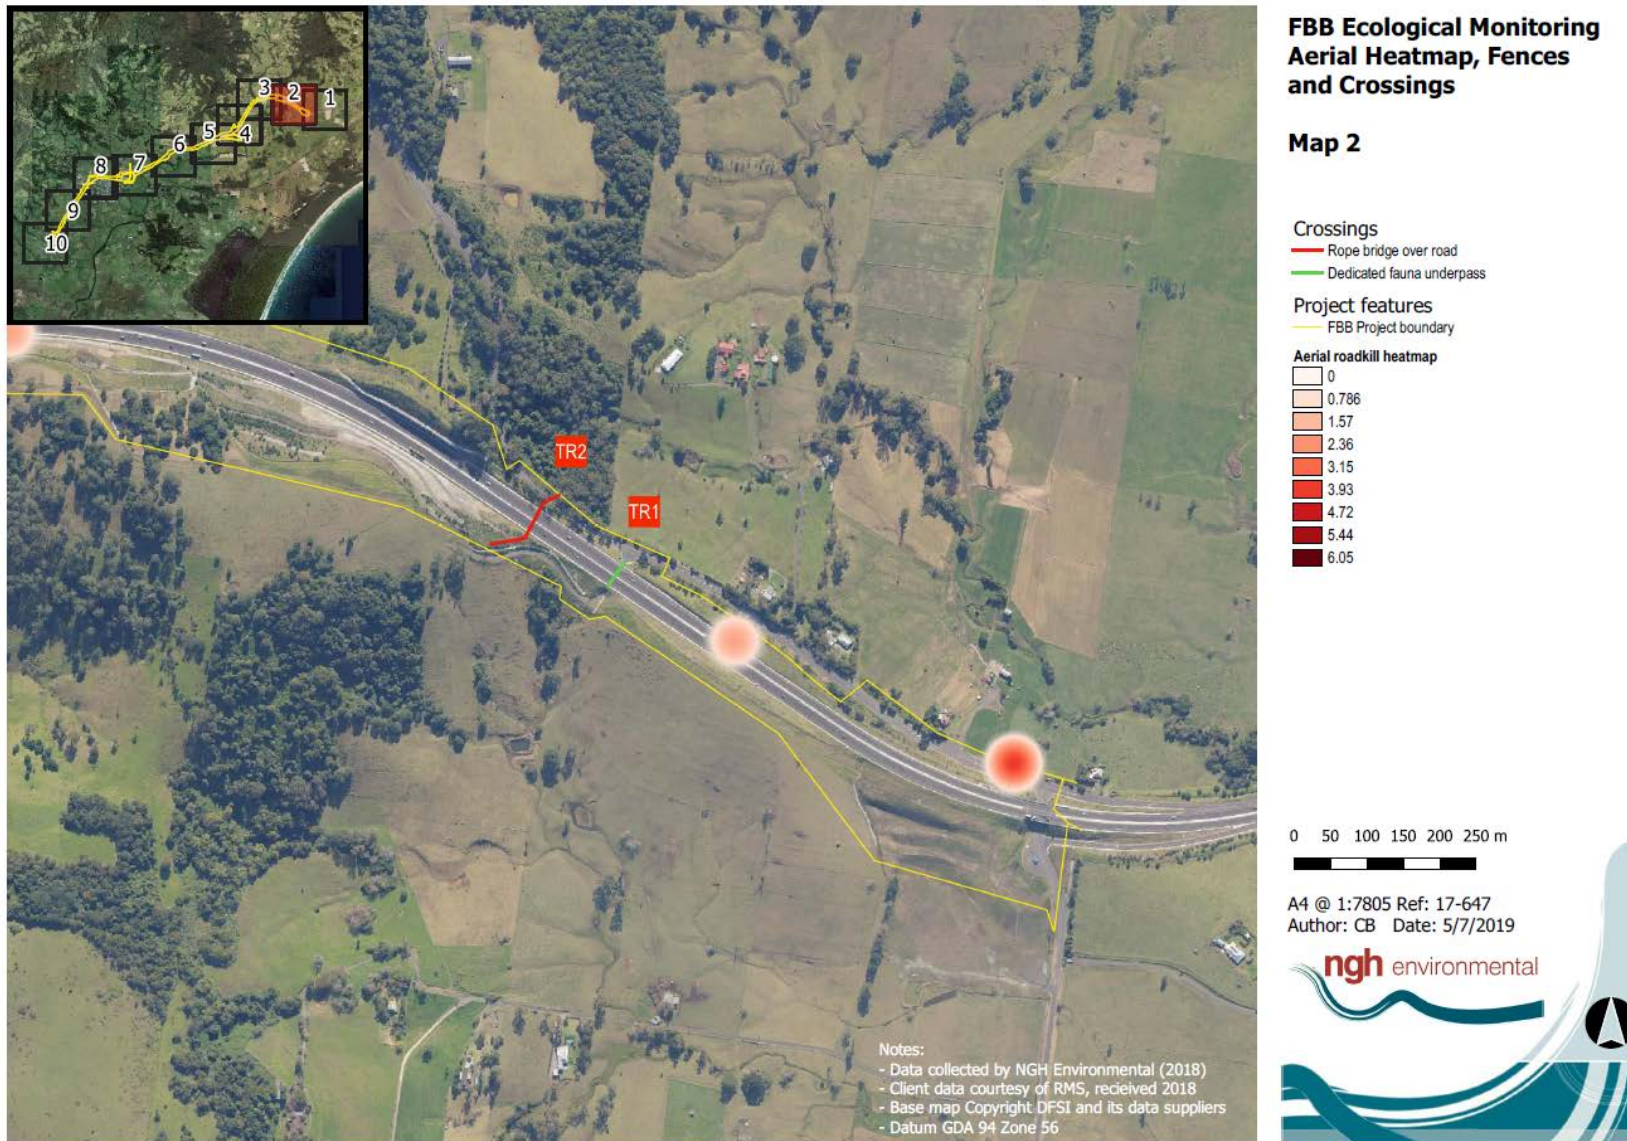 FBB Ecological Monitoring
Aerial Heatmap, Fences
and Crossings
Map 2
Crossings
Rope bridge over road
Dedicated fauna underpass
Project features
FBB Project boundary
Aerial roadkill heatmap
0
0.786
1.57
2.36
3.15
3.93
4.72
5.44
6.05
0 50 100 150 200 250 m
A4 @ 1:7805 Ref: 17-647
Author: CB Date: 5/7/2019
ngh environmental
3 2 1
5 4
6
8 7
9
10
TR2
TR1
Notes:
- Data collected by NGH Environmental (2018)
- Client data courtesy of RMS, recieived 2018
- Base map Copyright DFSI and its data suppliers
- Datum GDA 94 Zone 56